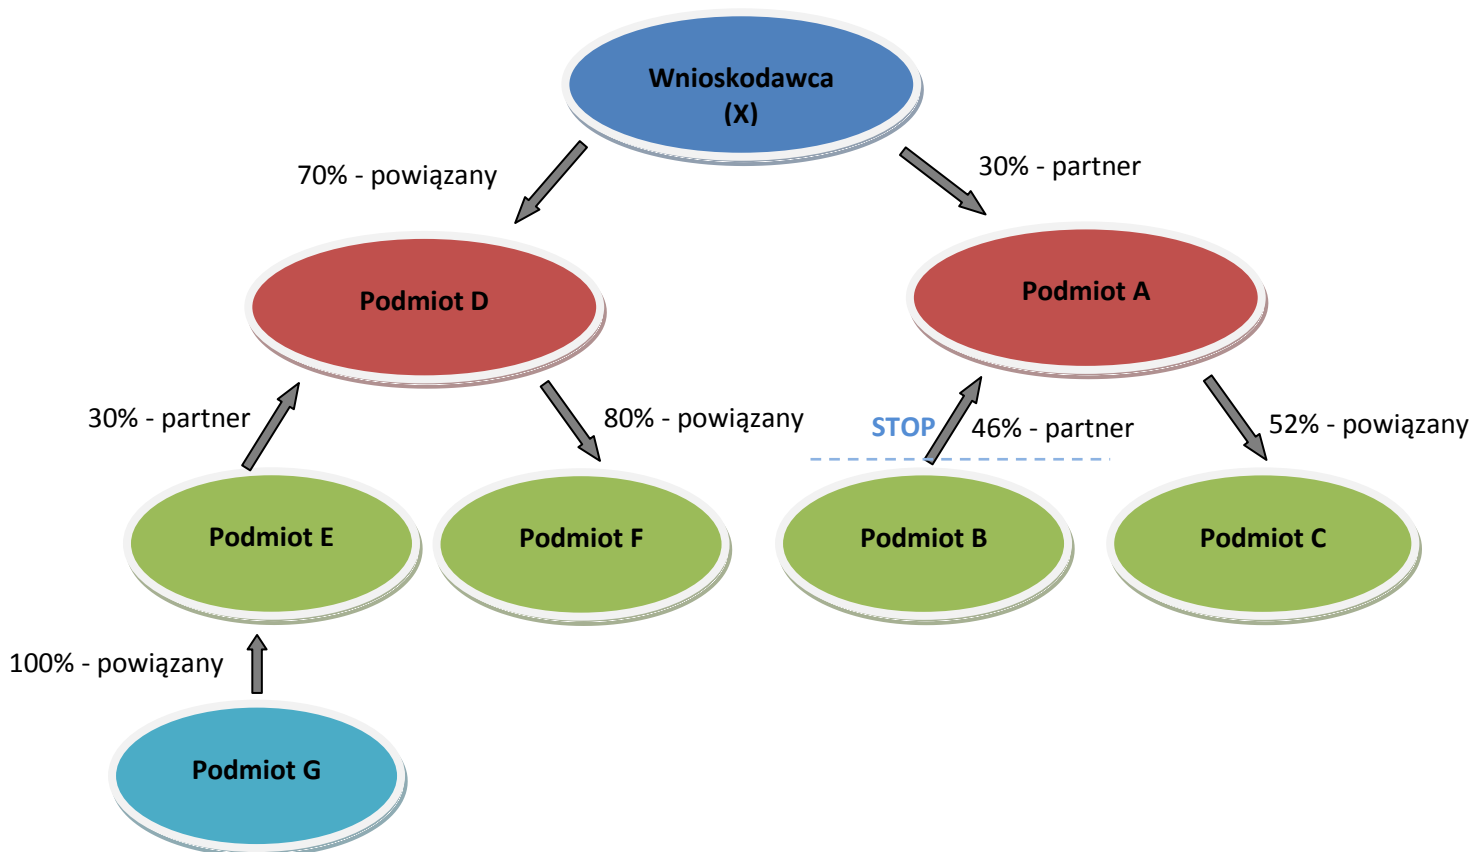 Wnioskodawca
(X)
70% - powiązany
30% - partner
Podmiot D
Podmiot A
30% - partner
80% - powiązany
STOP
46% - partner
52% - powiązany
Podmiot E
Podmiot F
Podmiot B
Podmiot C
100% - powiązany
Podmiot G